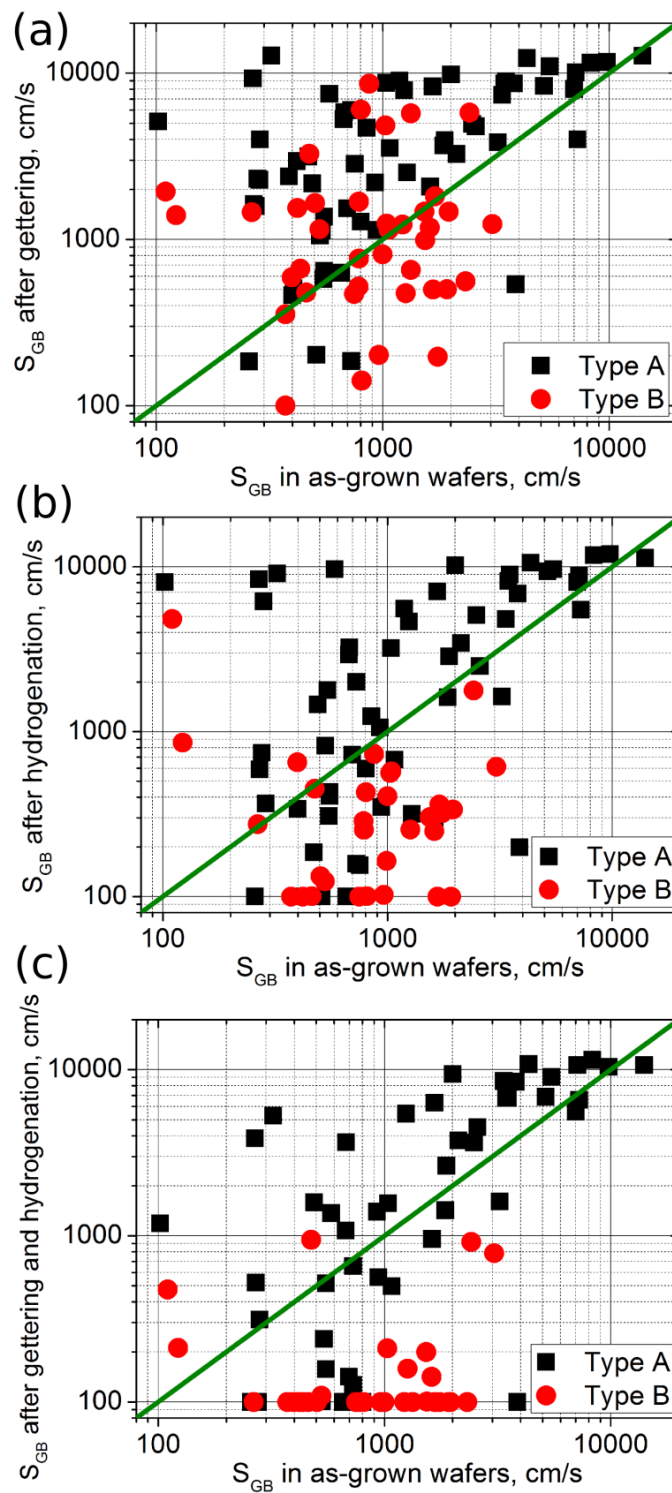 (a)
S_GB after gettering, cm/s
10000
1000
100
Type A
Type B
100 1000 10000
S_GB in as-grown wafers, cm/s
(b)
S_GB after hydrogenation, cm/s
10000
1000
100
Type A
Type B
100 1000 10000
S_GB in as-grown wafers, cm/s
(c)
S_GB after gettering and hydrogenation, cm/s
10000
1000
100
Type A
Type B
100 1000 10000
S_GB in as-grown wafers, cm/s